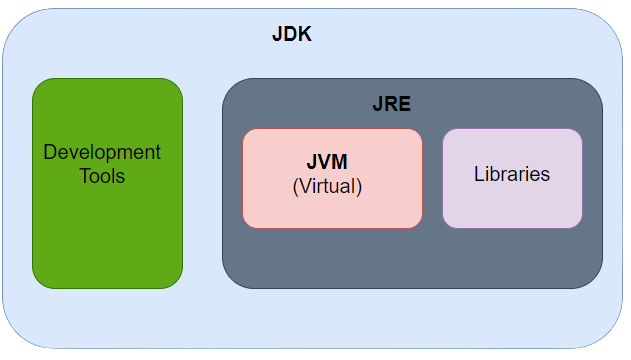 JDK
Development
Tools
JRE
JVM
(Virtual)
Libraries